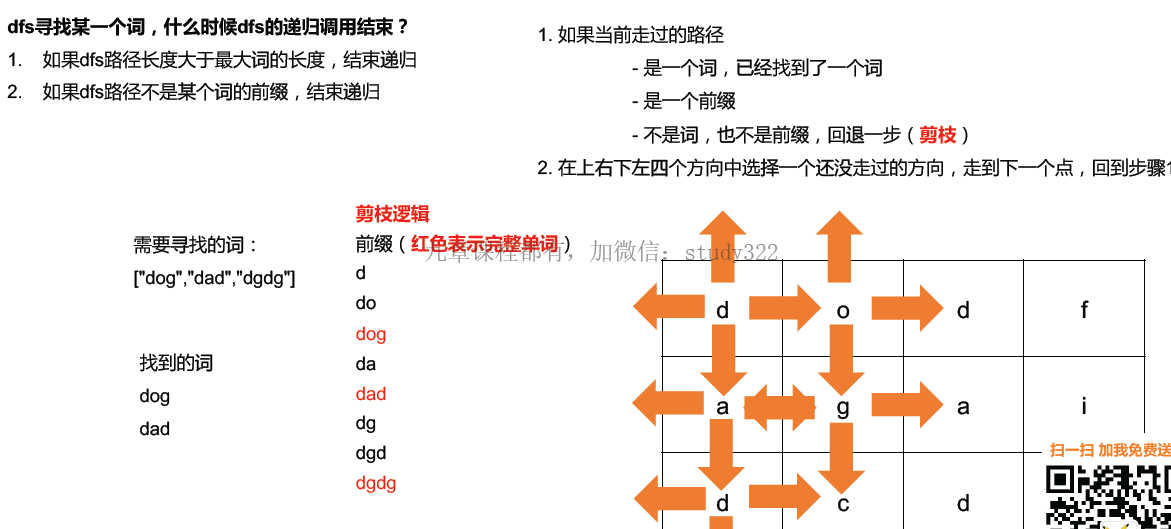 dfs寻找某一个词，什么时候dfs的递归调用结束？
1. 如果dfs路径长度大于最大词的长度，结束递归
2. 如果dfs路径不是某个词的前缀，结束递归
1. 如果当前走过的路径
- 是一个词，已经找到了一个词
- 是一个前缀
- 不是词，也不是前缀，回退一步（剪枝）
2. 在上右下左四个方向中选择一个还没走过的方向，走到下一个点，回到步骤1
需要寻找的词：
["dog","dad","dgdg"]
找到的词
dog
dad
剪枝逻辑
前缀（红色表示完整单词）
d
do
dog
da
dad
dg
dgd
dgdg
九章课程都有，加微信：study322
d o d f
a g a i
d c d
扫一扫 加我免费送